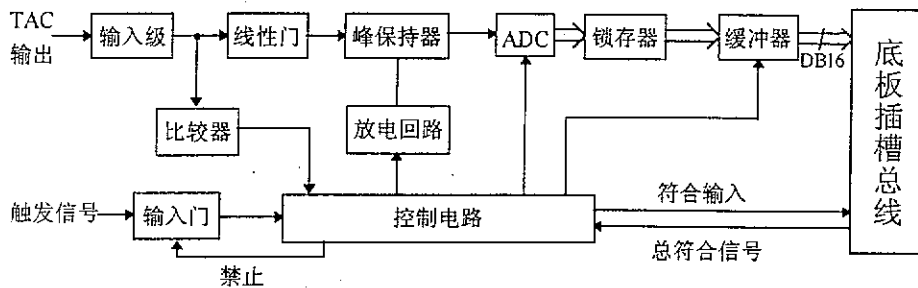 TAC
输出
输入级
线性门
峰保持器
ADC
锁存器
缓冲器
DB16
底板插槽总线
比较器
放电回路
触发信号
输入门
控制电路
符合输入
总符合信号
禁止